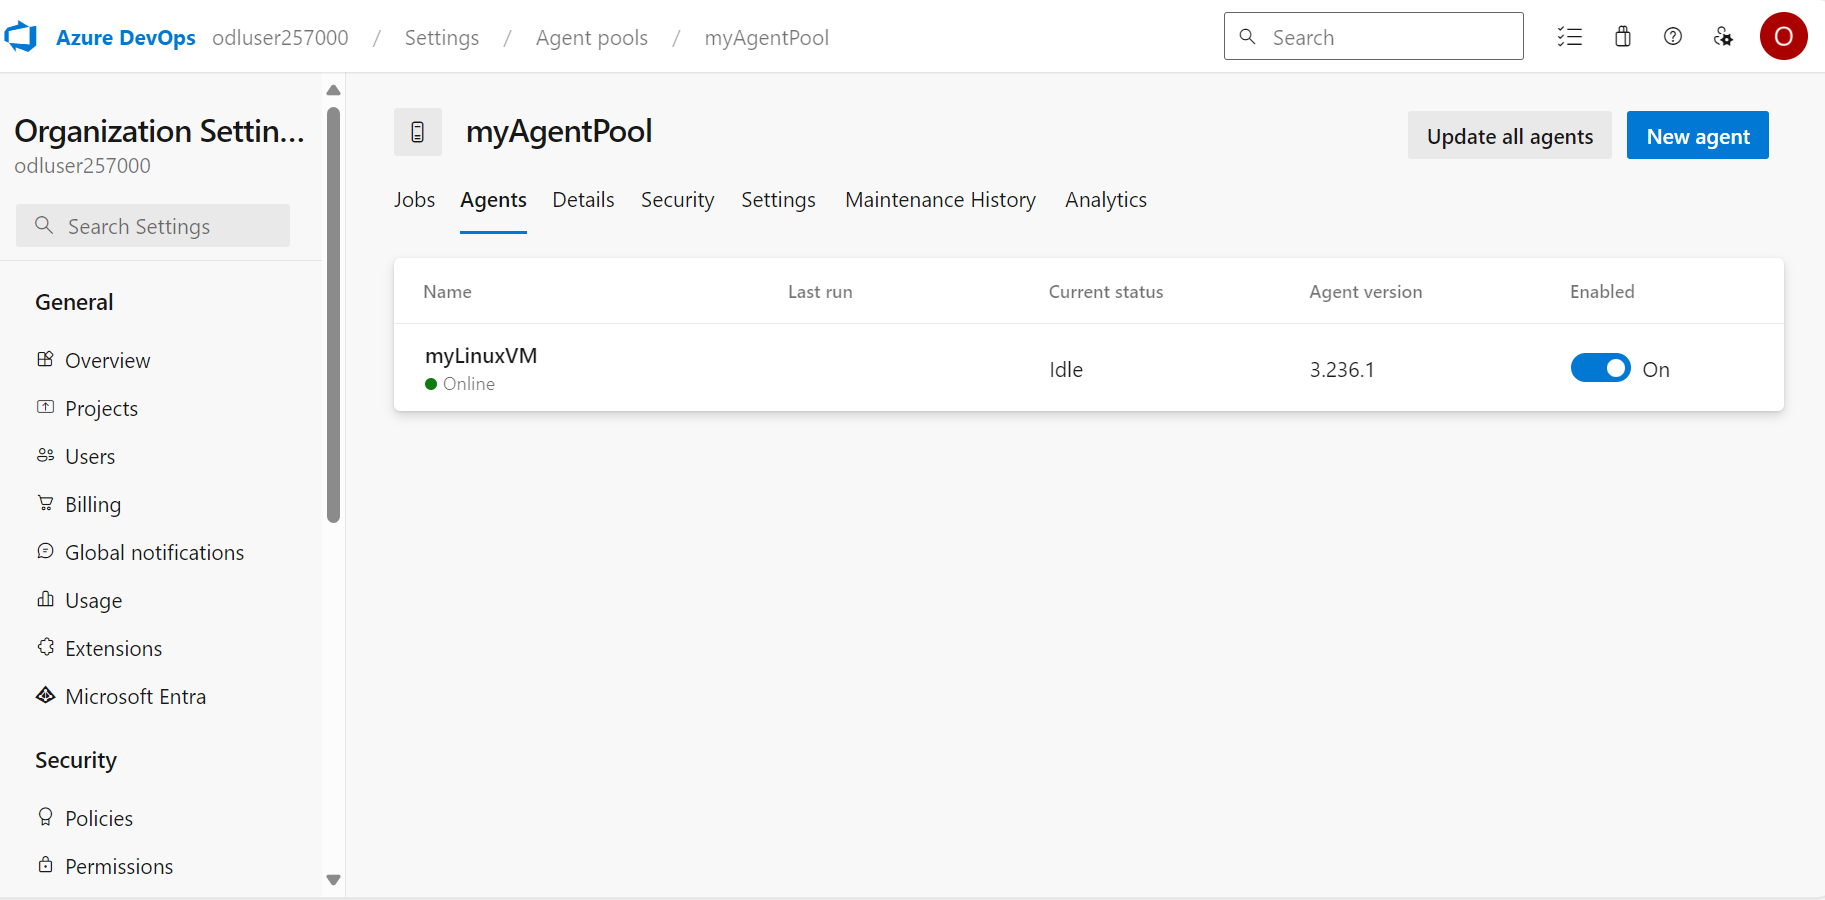 Azure DevOps odluser257000 / Settings / Agent pools / myAgentPool
Search
O
Organization Settin...
odluser257000
Search Settings
General
Overview
Projects
Users
Billing
Global notifications
Usage
Extensions
Microsoft Entra
Security
Policies
Permissions
myAgentPool
Update all agents
New agent
Jobs Agents Details Security Settings Maintenance History Analytics
Name Last run Current status Agent version Enabled
myLinuxVM
Online
Idle 3.236.1 On